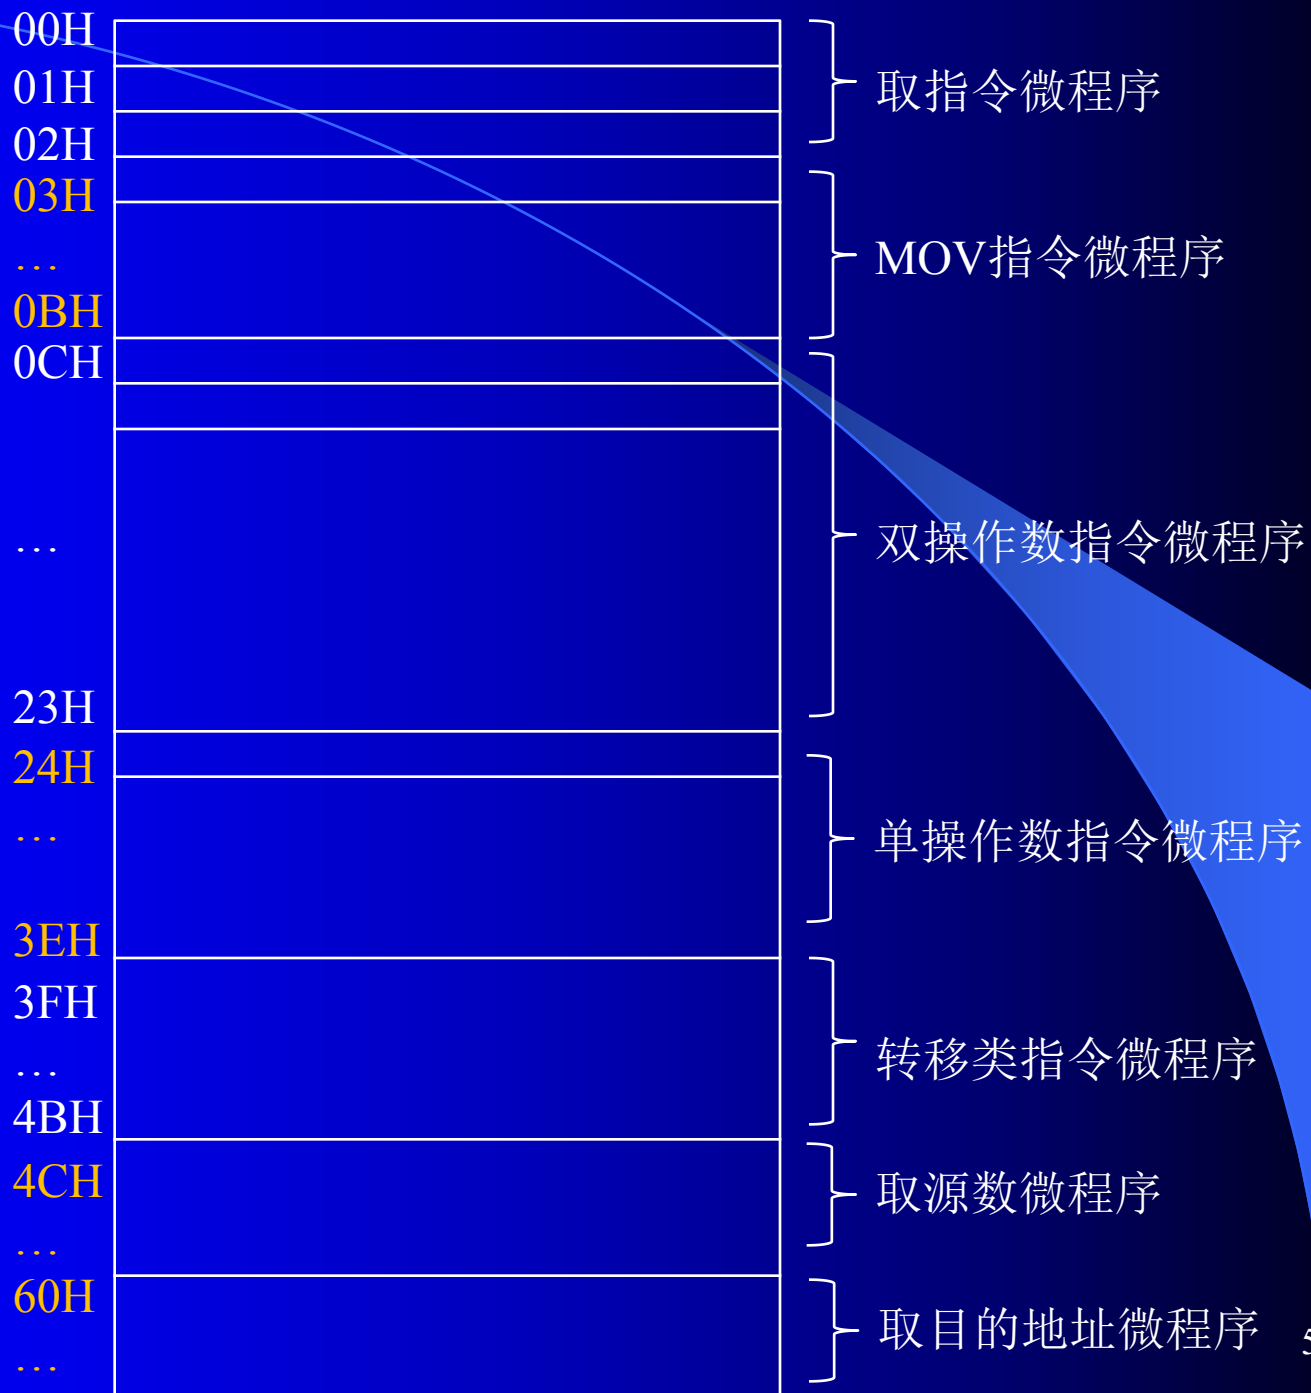 00H
01H
取指令微程序
02H
03H
MOV指令微程序
…
0BH
0CH
…
双操作数指令微程序
23H
24H
…
单操作数指令微程序
3EH
3FH
转移类指令微程序
…
4BH
4CH
取源数微程序
…
60H
取目的地址微程序
5
…